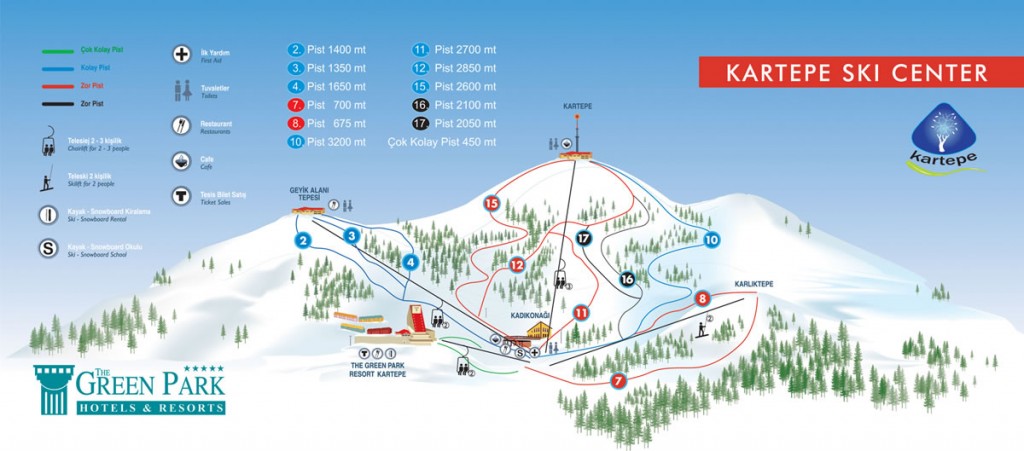 Çok Kolay Pist
Kolay Pist
Zor Pist
Zor Pist
Telesiej 2 - 3 kişilik
Chairlift for 2 - 3 people
Teleski 2 kişilik
Skilift for 2 people
Kayak - Snowboard Kiralama
Ski - Snowboard Rental
S
Kayak - Snowboard Okulu
Ski - Snowboard School
İlk Yardım
First Aid
Tuvaletler
Toilets
Restaurant
Restaurants
Cafe
Cafe
T
Tesis Bilet Satış
Ticket Sales
2. Pist 1400 mt
3. Pist 1350 mt
4. Pist 1650 mt
7. Pist 700 mt
8. Pist 675 mt
10. Pist 3200 mt
11. Pist 2700 mt
12. Pist 2850 mt
15. Pist 2600 mt
16. Pist 2100 mt
17. Pist 2050 mt
Çok Kolay Pist 450 mt
KARTEPE SKI CENTER
kartepe
KARTEPE
GEYİK ALANI
TEPESİ
15
2
3
4
17
10
12
16
KARLIKTEPE
3
8
11
KADIKONAĞI
2
2
S
T
THE GREEN PARK
RESORT KARTEPE
2
7
THE
GREEN PARK
HOTELS & RESORTS